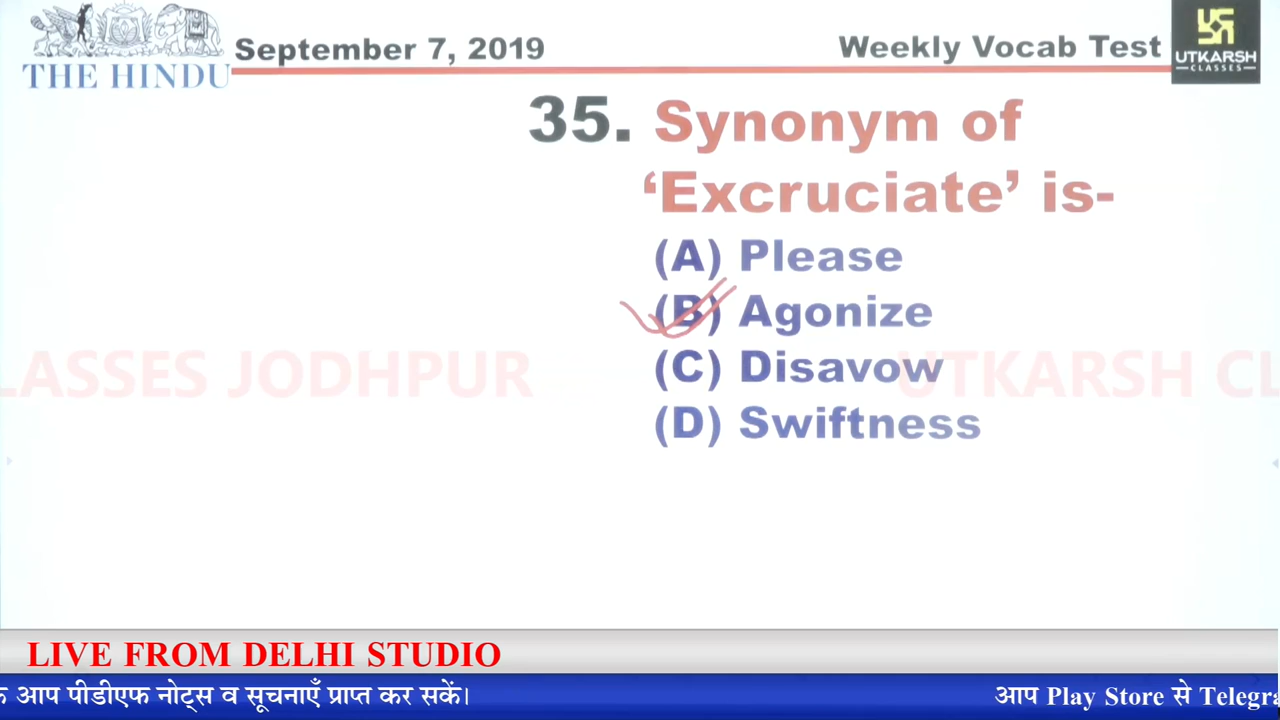 THE HINDU
September 7, 2019
Weekly Vocab Test
UTKARSH
CLASSES
35. Synonym of
‘Excruciate’ is-
(A) Please
(B) Agonize
(C) Disavow
(D) Swiftness
CLASSES JODHPUR
UTKARSH CL
LIVE FROM DELHI STUDIO
आप पीडीएफ नोट्स व सूचनाएँ प्राप्त कर सकें।
आप Play Store से Telegra